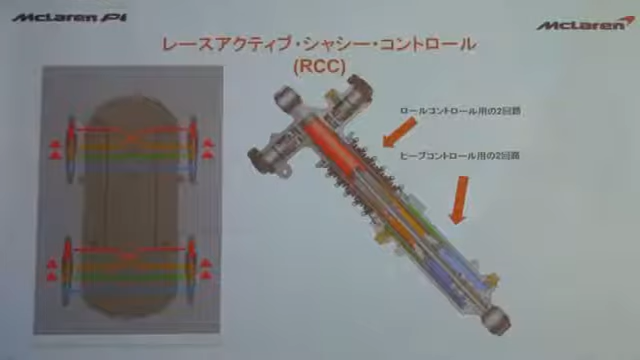 McLaren P1
McLaren
レースアクティブ・シャシー・コントロール
(RCC)
ロールコントロール用の2回路
ヒーブコントロール用の2回路